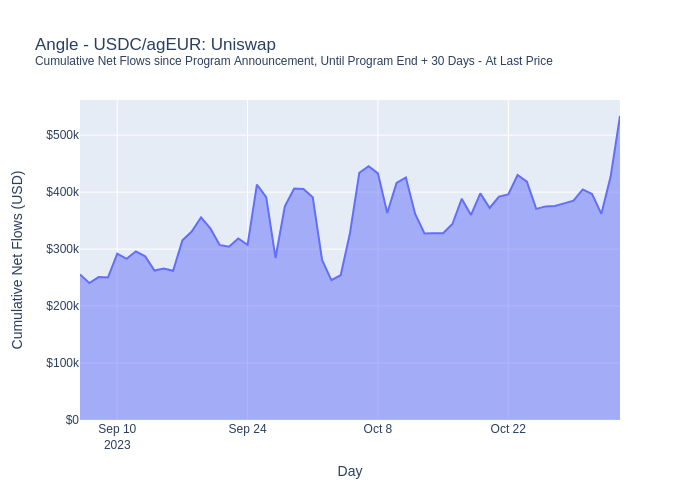 Angle - USDC/agEUR: Uniswap
Cumulative Net Flows since Program Announcement, Until Program End + 30 Days - At Last Price
Cumulative Net Flows (USD)
$500k
$400k
$300k
$200k
$100k
$0
Sep 10
2023
Sep 24
Oct 8
Oct 22
Day